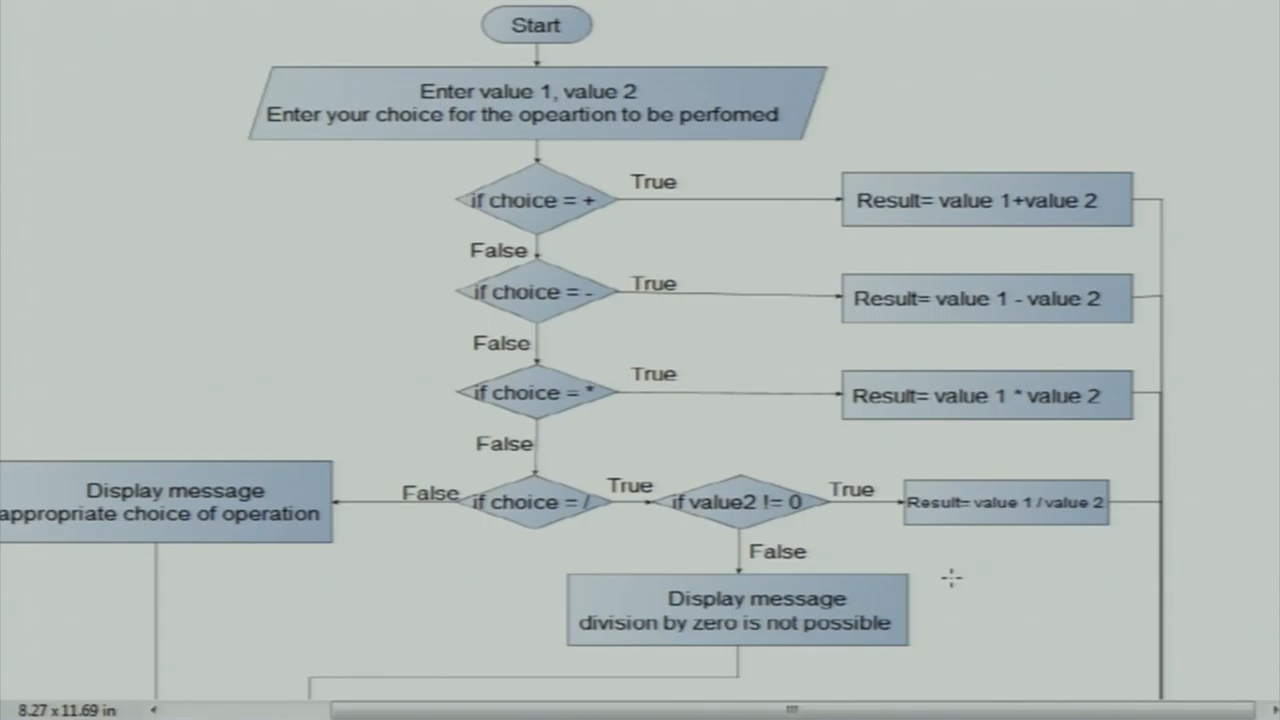 Start
Enter value 1, value 2
Enter your choice for the opeartion to be perfomed
if choice = +
True
Result= value 1+value 2
False
if choice = -
True
Result= value 1 - value 2
False
if choice = *
True
Result= value 1 * value 2
False
Display message
appropriate choice of operation
False
if choice = /
True
if value2 != 0
True
Result= value 1 / value 2
False
Display message
division by zero is not possible
8.27 x 11.69 in